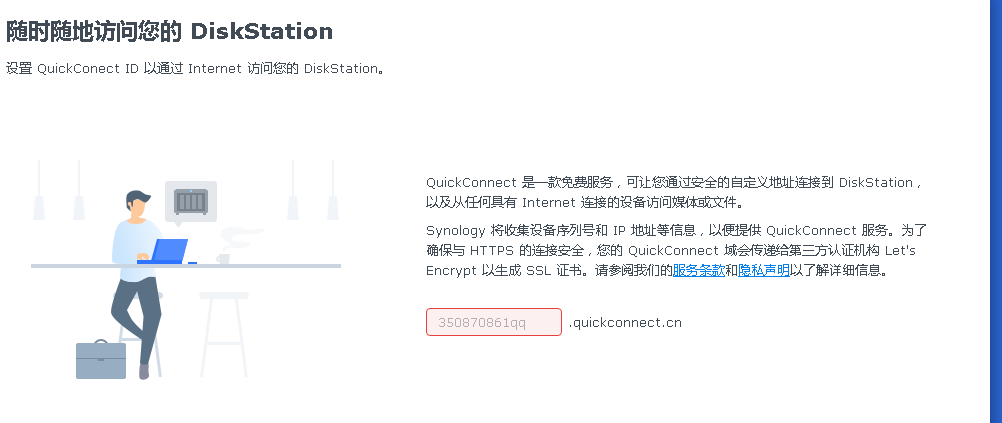 随时随地访问您的 DiskStation
设置 QuickConect ID 以通过 Internet 访问您的 DiskStation。
QuickConnect 是一款免费服务，可让您通过安全的自定义地址连接到 DiskStation，
以及从任何具有 Internet 连接的设备访问媒体或文件。
Synology 将收集设备序列号和 IP 地址等信息，以便提供 QuickConnect 服务。为了
确保与 HTTPS 的连接安全，您的 QuickConnect 域会传递给第三方认证机构 Let's
Encrypt 以生成 SSL 证书。请参阅我们的服务条款和隐私声明以了解详细信息。
350870861qq .quickconnect.cn